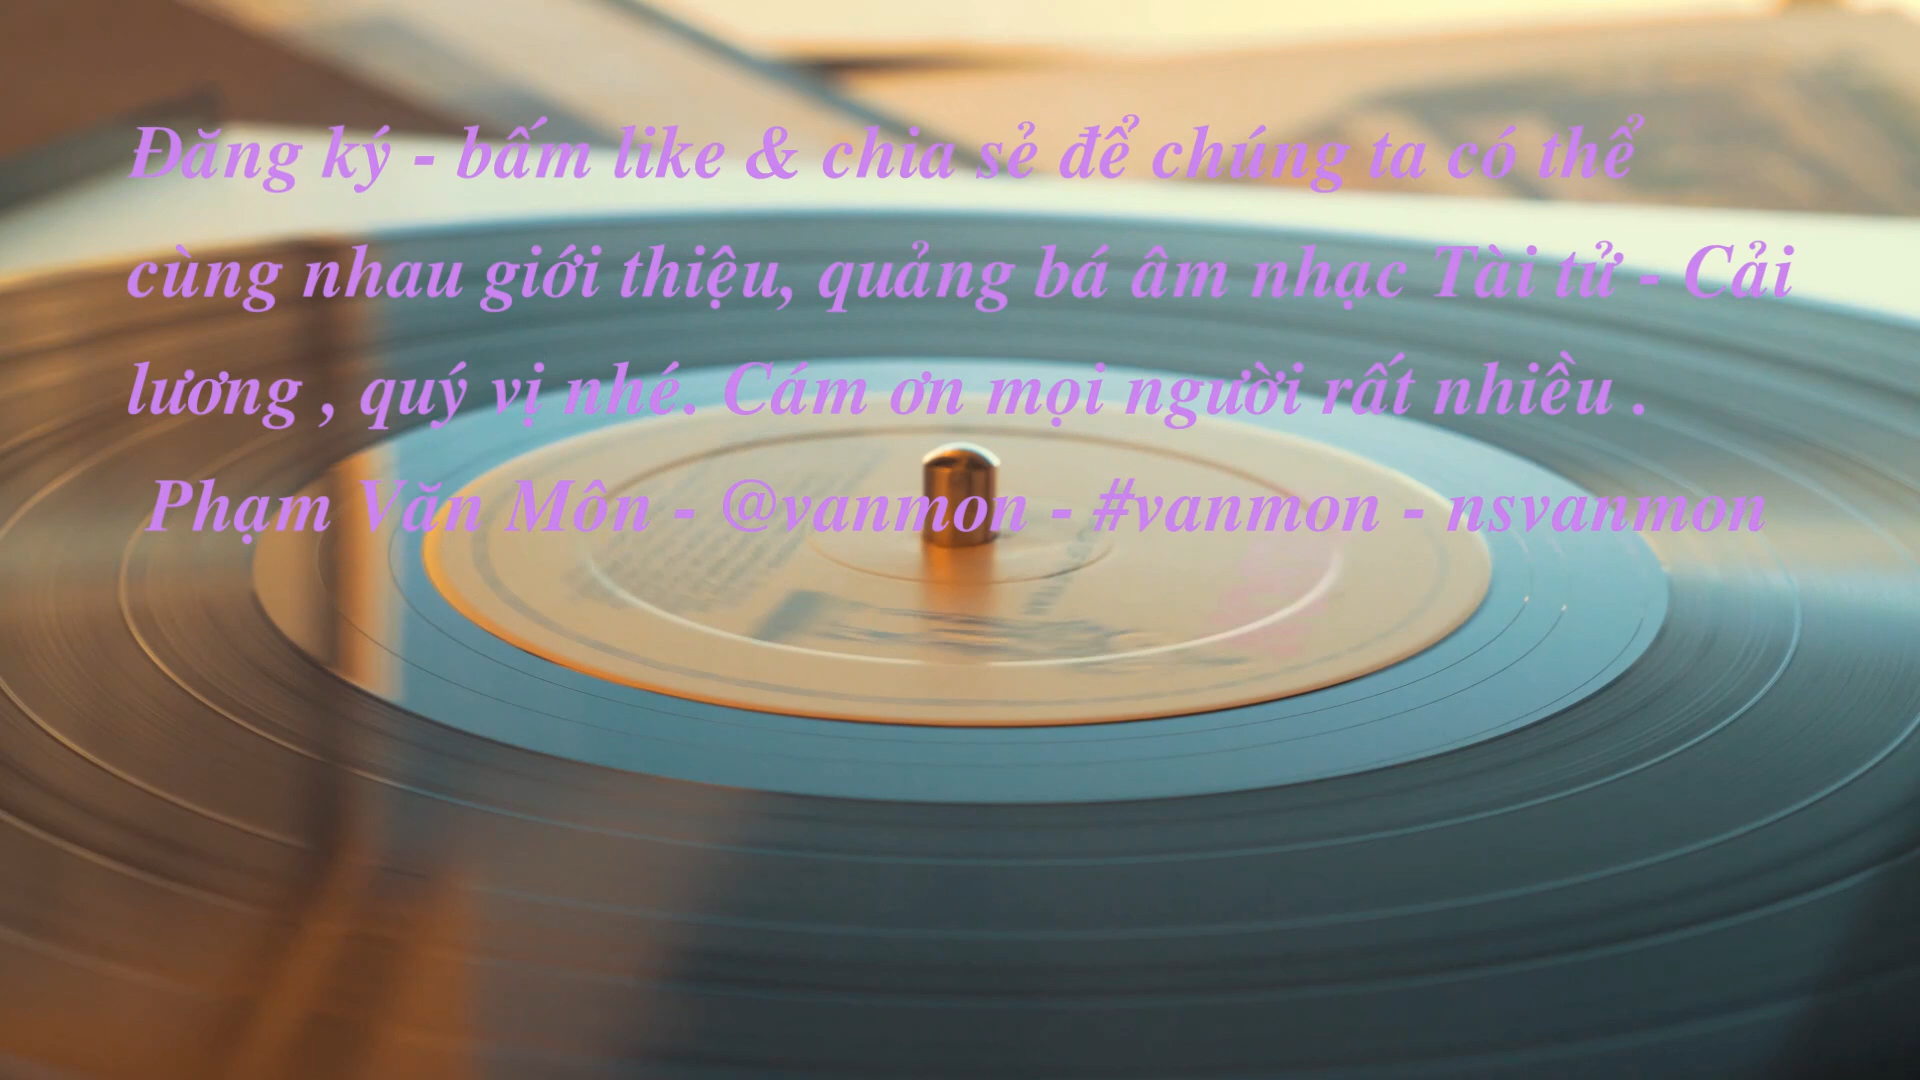 Đăng ký - bấm like & chia sẻ để chúng ta có thể
cùng nhau giới thiệu, quảng bá âm nhạc Tài tử - Cải
lương , quý vị nhé. Cám ơn mọi người rất nhiều .
Phạm Văn Môn - @vanmon - #vanmon - nsvanmon